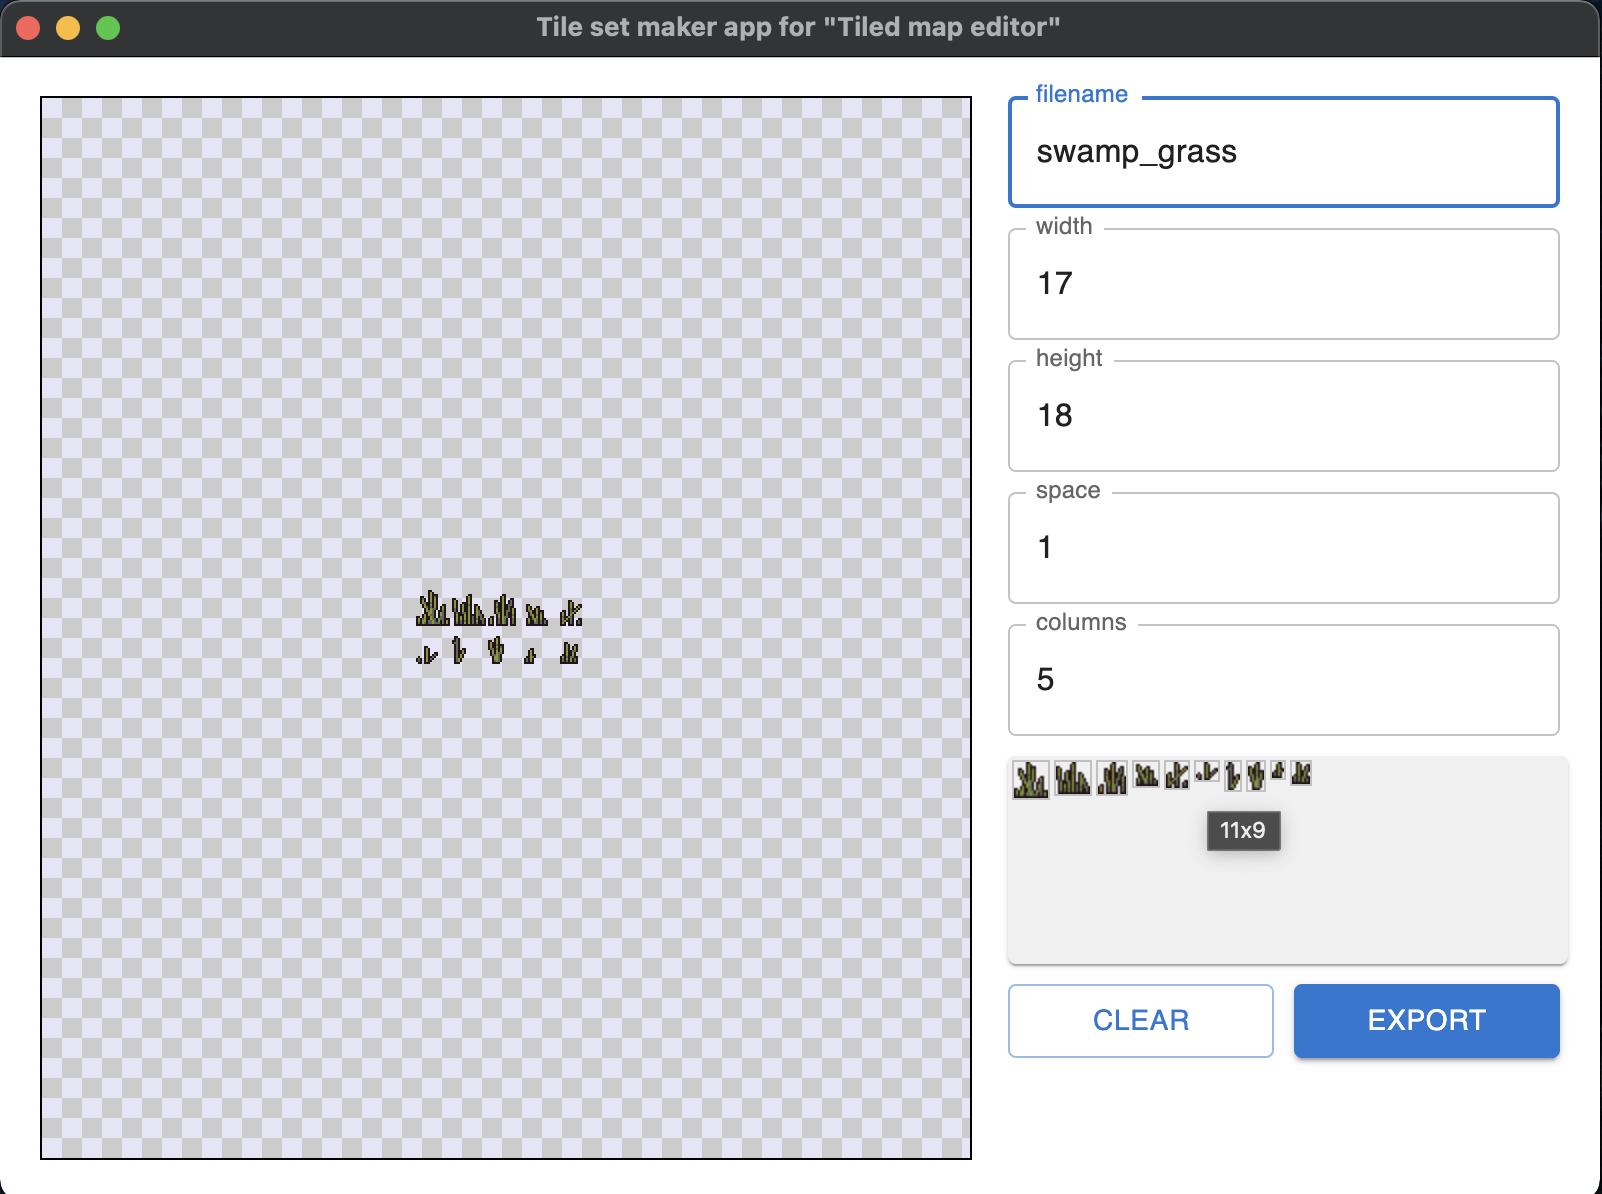 Tile set maker app for "Tiled map editor"
filename
swamp_grass
width
17
height
18
space
1
columns
5
11x9
CLEAR
EXPORT